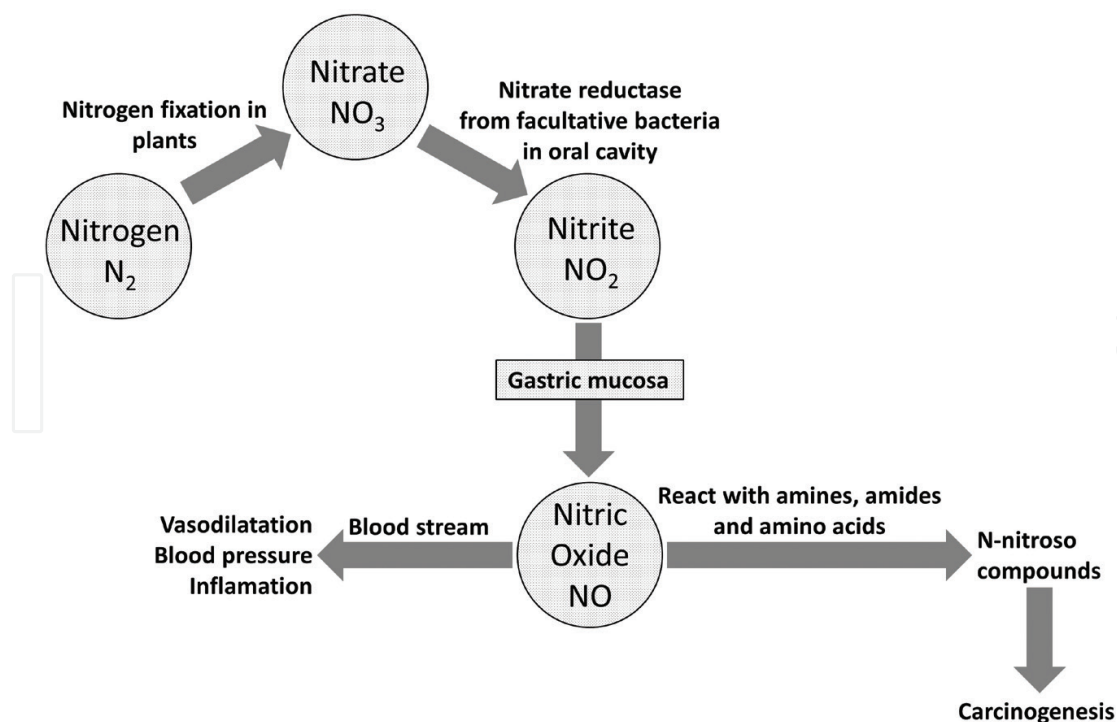 Nitrogen fixation in
plants
Nitrate
NO₃
Nitrate reductase
from facultative bacteria
in oral cavity
Nitrogen
N₂
Nitrite
NO₂
Gastric mucosa
Nitric
Oxide
NO
Blood stream
Vasodilatation
Blood pressure
Inflamation
React with amines, amides
and amino acids
N-nitroso
compounds
Carcinogenesis